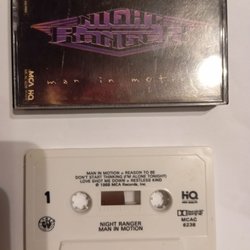 NIGHT
RANGER
man in motion
MCA HQ
MAN IN MOTION • REASON TO BE
DON'T START THINKING (I'M ALONE TONIGHT)
LOVE SHOT ME DOWN • RESTLESS KIND
℗ 1988 MCA Records, Inc.
1
HQ
DOLBY
MCAC
6238
NIGHT RANGER
MAN IN MOTION